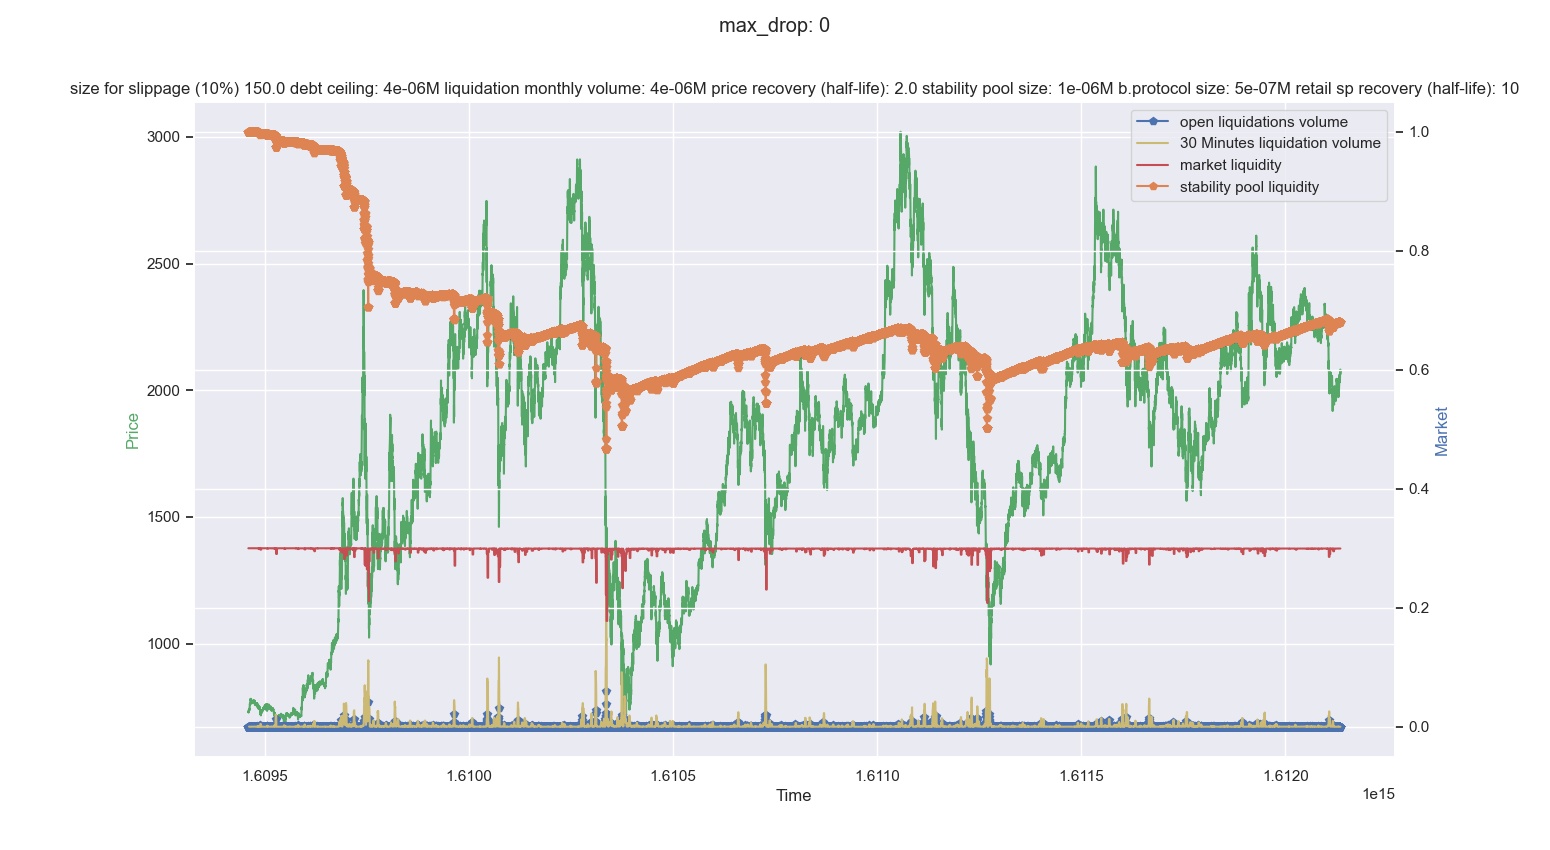 max_drop: 0
size for slippage (10%) 150.0 debt ceiling: 4e-06M liquidation monthly volume: 4e-06M price recovery (half-life): 2.0 stability pool size: 1e-06M b.protocol size: 5e-07M retail sp recovery (half-life): 10
open liquidations volume
30 Minutes liquidation volume
market liquidity
stability pool liquidity
3000
2500
2000
1500
1000
Price
1.0
0.8
0.6
0.4
0.2
0.0
Market
1.6095
1.6100
1.6105
1.6110
1.6115
1.6120
Time
1e15